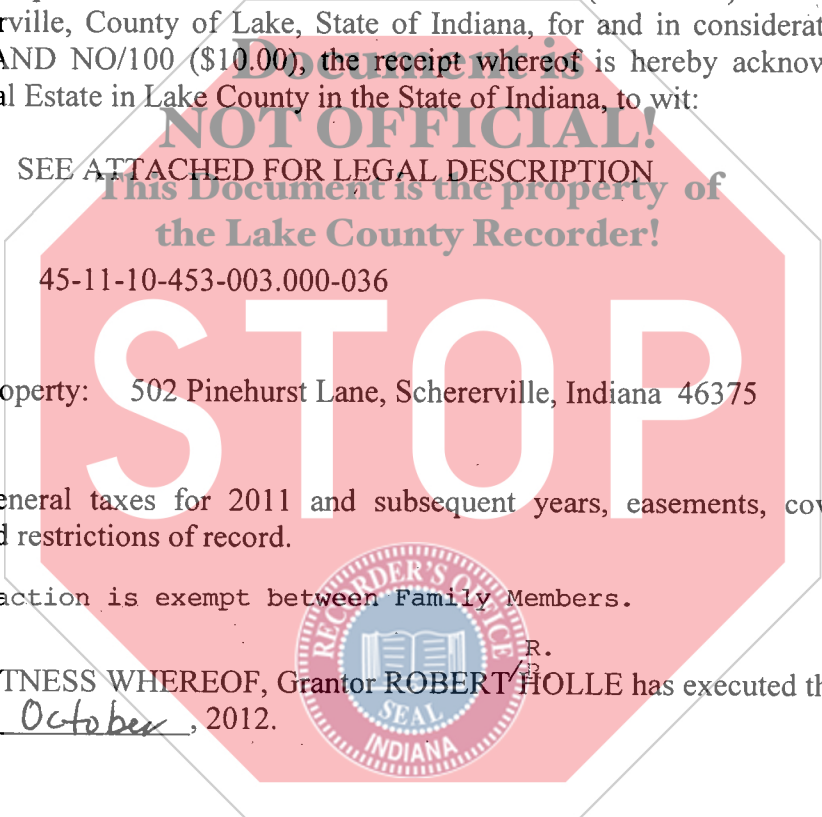 rville, County of Lake, State of Indiana, for and in considerat
AND NO/100 ($10.00), the receipt whereof is hereby acknow
Document is
al Estate in Lake County in the State of Indiana, to wit:
NOT OFFICIAL!
SEE ATTACHED FOR LEGAL DESCRIPTION
This Document is the property of
the Lake County Recorder!
45-11-10-453-003.000-036
STOP
operty: 502 Pinehurst Lane, Schererville, Indiana 46375
eneral taxes for 2011 and subsequent years, easements, cov
d restrictions of record.
action is exempt between Family Members.
RECORDER'S OFFICE
R.
TNESS WHEREOF, Grantor ROBERT HOLLE has executed th
October, 2012.
SEAL
INDIANA